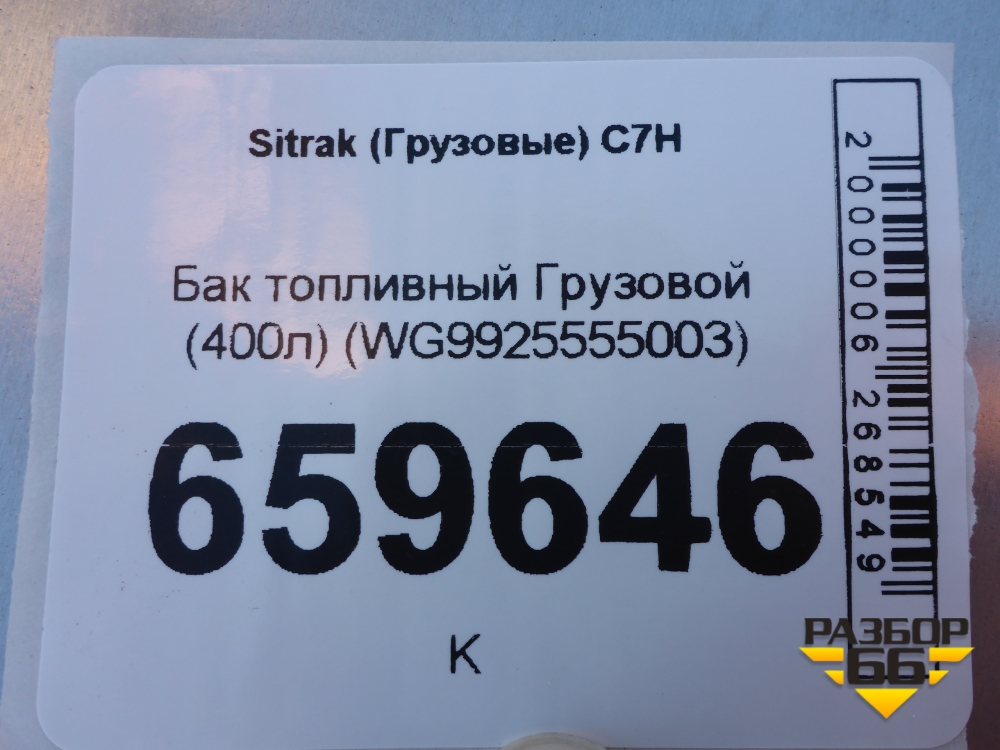 Sitrak (Грузовые) C7H
Бак топливный Грузовой
(400л) (WG9925555003)
659646
К
2000006268549
РАЗБОР
66